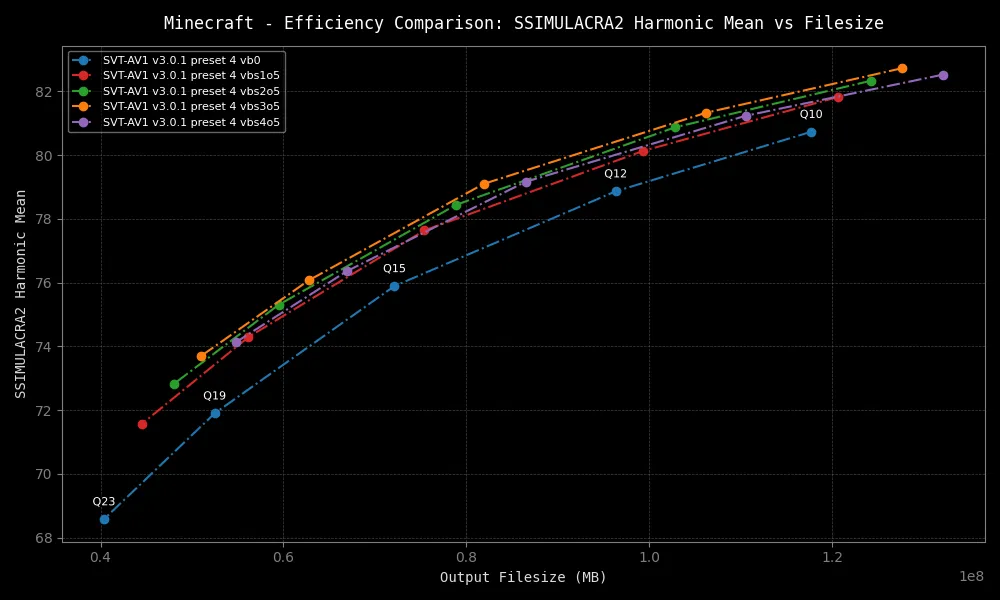 Minecraft - Efficiency Comparison: SSIMULACRA2 Harmonic Mean vs Filesize
SVT-AV1 v3.0.1 preset 4 vb0
SVT-AV1 v3.0.1 preset 4 vbs1o5
SVT-AV1 v3.0.1 preset 4 vbs2o5
SVT-AV1 v3.0.1 preset 4 vbs3o5
SVT-AV1 v3.0.1 preset 4 vbs4o5
82
80
78
76
74
72
70
68
SSIMULACRA2 Harmonic Mean
Q10
Q12
Q15
Q19
Q23
0.4 0.6 0.8 1.0 1.2
1e8
Output Filesize (MB)